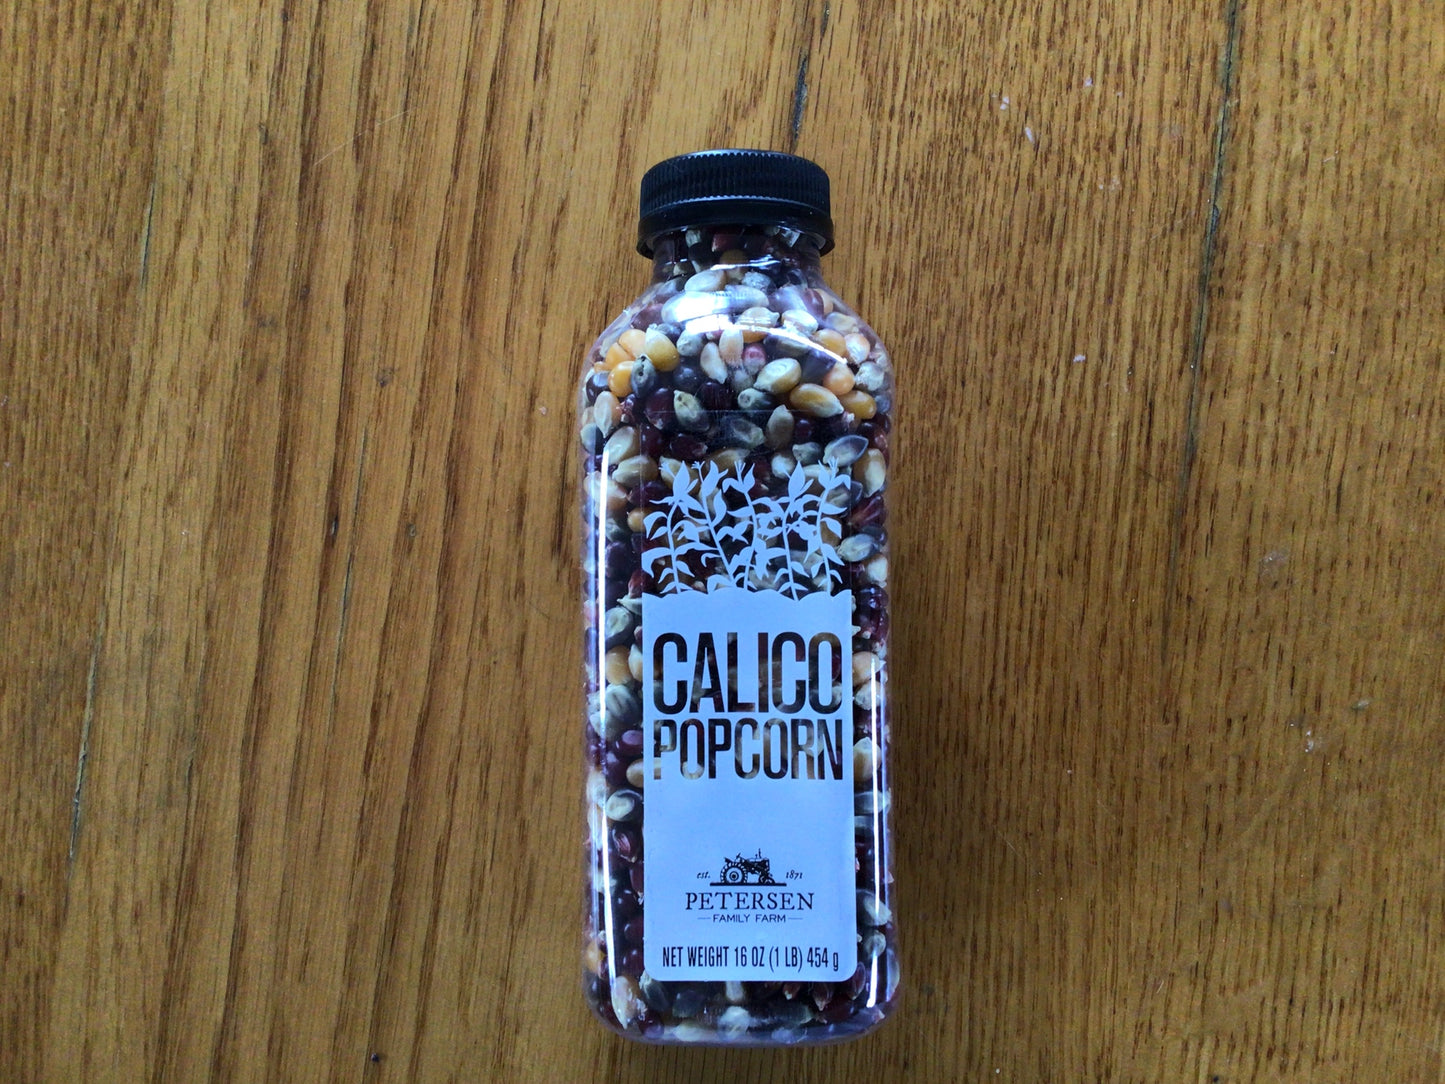 CALICO
POPCORN
est. 1871
PETERSEN
FAMILY FARM
NET WEIGHT 16 OZ (1 LB) 454 g